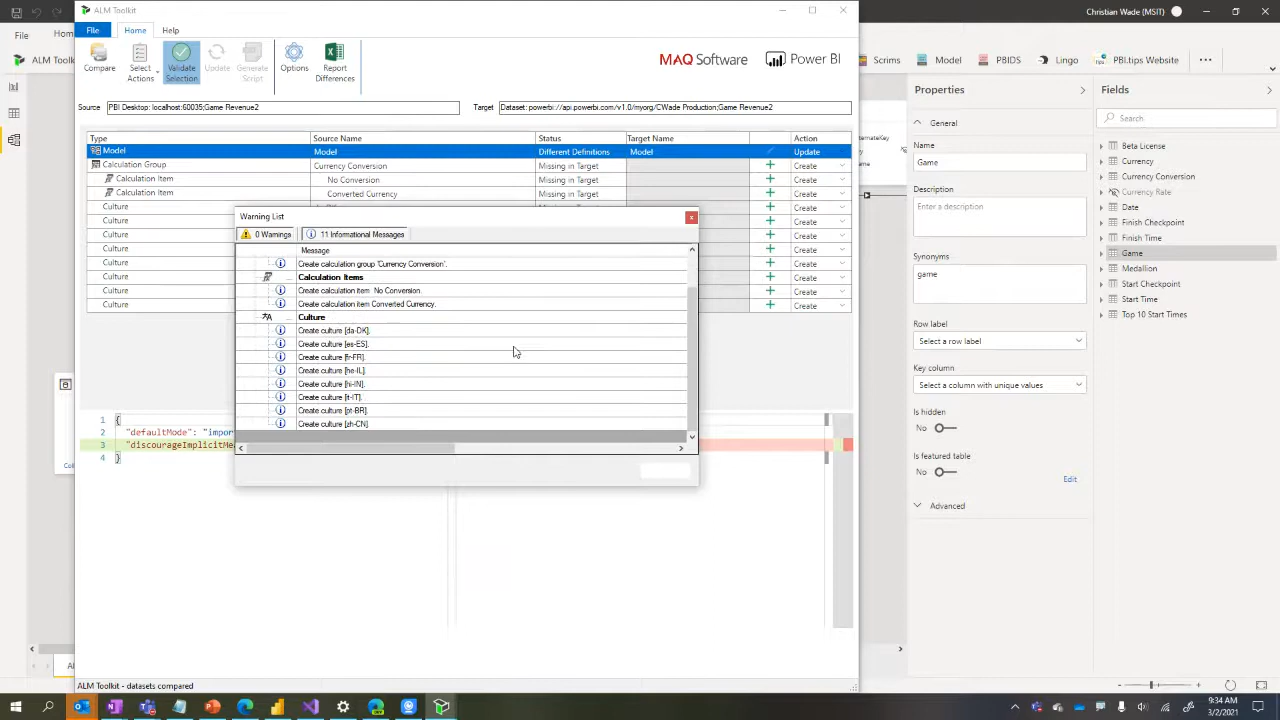 ALM Toolkit
Christian Wade (MSIT)
File
File Home Help
Compare
Select Actions
Validate Selection
Update
Generate Script
Options
Report Differences
MAQ Software
Power BI
Scrims Model PBIDS Lingo PBI.tips Website
Source PBI Desktop: localhost:60035;Game Revenue2
Target Dataset: powerbi://api.powerbi.com/v1.0/myorg/CWade Production;Game Revenue2
Type Source Name Status Target Name Action
Model Model Different Definitions Model Update
Calculation Group Currency Conversion Missing in Target Create
Calculation Item No Conversion Missing in Target Create
Calculation Item Converted Currency Missing in Target Create
Culture Create
Culture Create
Culture Create
Culture Create
Culture Create
Culture Create
Culture Create
Culture Create
Warning List
0 Warnings 11 Informational Messages
Message
Create calculation group 'Currency Conversion'.
Calculation Items
Create calculation item No Conversion.
Create calculation item Converted Currency.
Culture
Create culture [da-DK].
Create culture [es-ES].
Create culture [fr-FR].
Create culture [he-IL].
Create culture [hi-IN].
Create culture [it-IT].
Create culture [pt-BR].
Create culture [zh-CN].
1 {
2 "defaultMode": "impor
3 "discourageImplicitMe
4 }
ALM Toolkit - datasets compared
Properties
General
Name
Game
Description
Enter a description
Synonyms
game
Row label
Select a row label
Key column
Select a column with unique values
Is hidden
No
Is featured table
No
Edit
Advanced
Fields
Search
Beta License
Currency
Currency Conversion
Currency Rate
Date
Finish Checkpoint
Finish Time
Game
Medallion
Start Checkpoint
Start Time
Top 10 Start Times
9:34 AM
3/2/2021